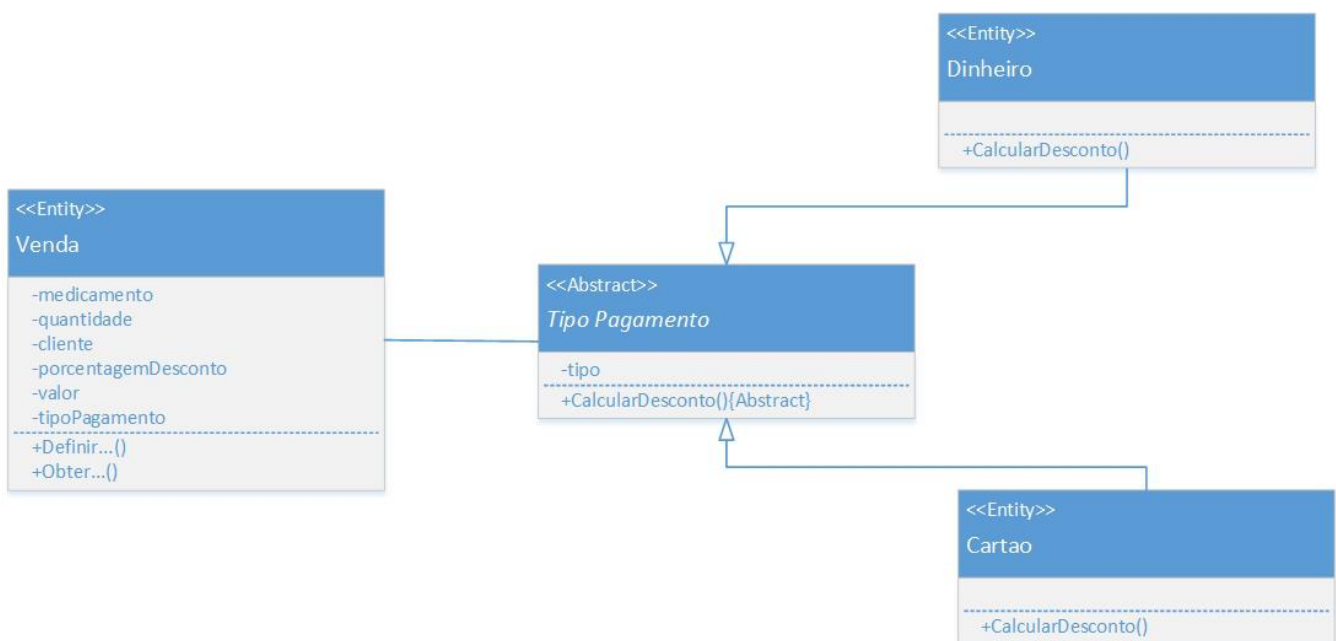 <<Entity>>
Dinheiro
+CalcularDesconto()
<<Entity>>
Venda
-medicamento
-quantidade
-cliente
-porcentagemDesconto
-valor
-tipoPagamento
+Definir...()
+Obter...()
<<Abstract>>
Tipo Pagamento
-tipo
+CalcularDesconto(){Abstract}
<<Entity>>
Cartao
+CalcularDesconto()